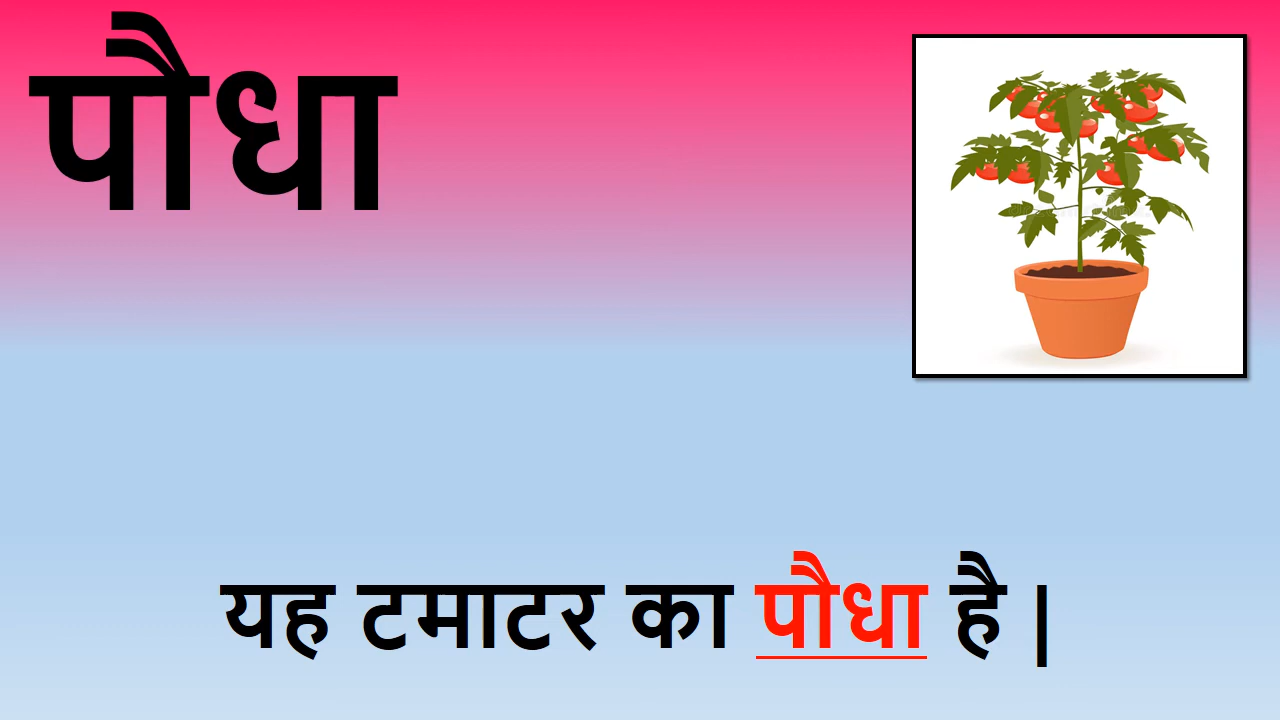 पौधा
यह टमाटर का पौधा है |